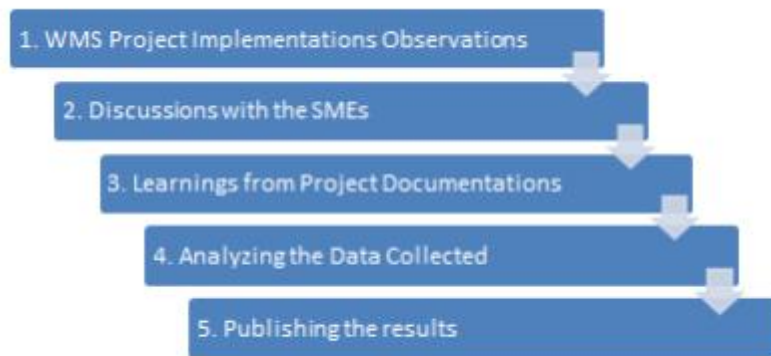 1. WMS Project Implementations Observations
2. Discussions with the SMEs
3. Learnings from Project Documentations
4. Analyzing the Data Collected
5. Publishing the results